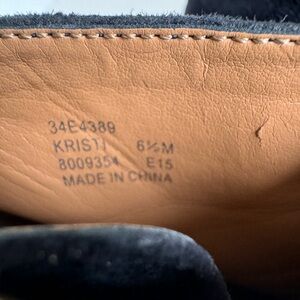 34E4389
KRISTI 6½M
8009354 E15
MADE IN CHINA